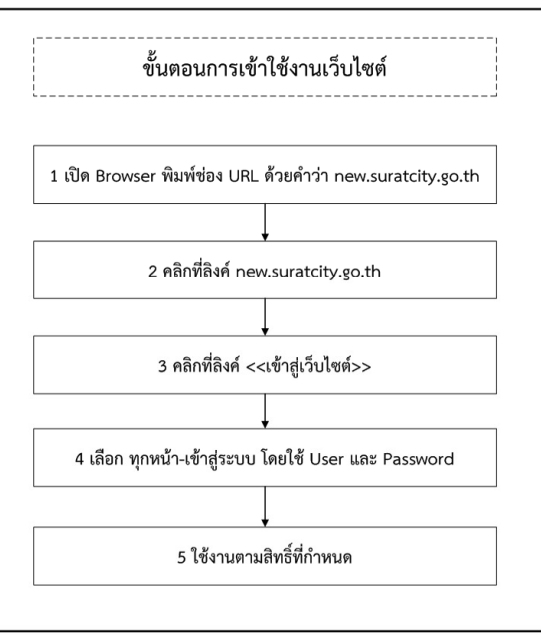 ขั้นตอนการเข้าใช้งานเว็บไซต์
1 เปิด Browser พิมพ์ช่อง URL ด้วยคำว่า new.suratcity.go.th
2 คลิกที่ลิงค์ new.suratcity.go.th
3 คลิกที่ลิงค์ <<เข้าสู่เว็บไซต์>>
4 เลือก ทุกหน้า-เข้าสู่ระบบ โดยใช้ User และ Password
5 ใช้งานตามสิทธิ์ที่กำหนด